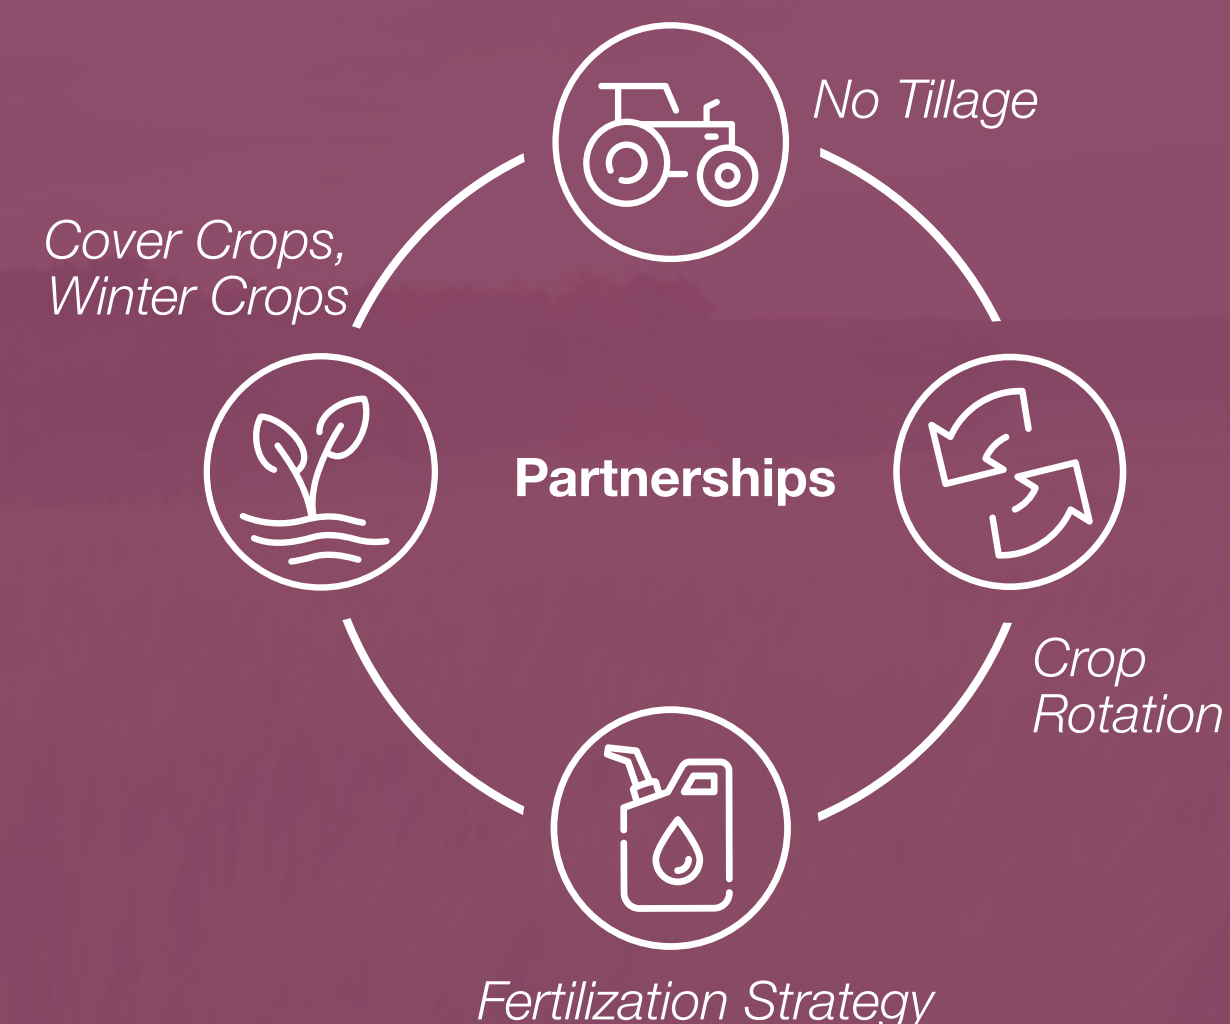 No Tillage
Cover Crops,
Winter Crops
Partnerships
Crop
Rotation
Fertilization Strategy